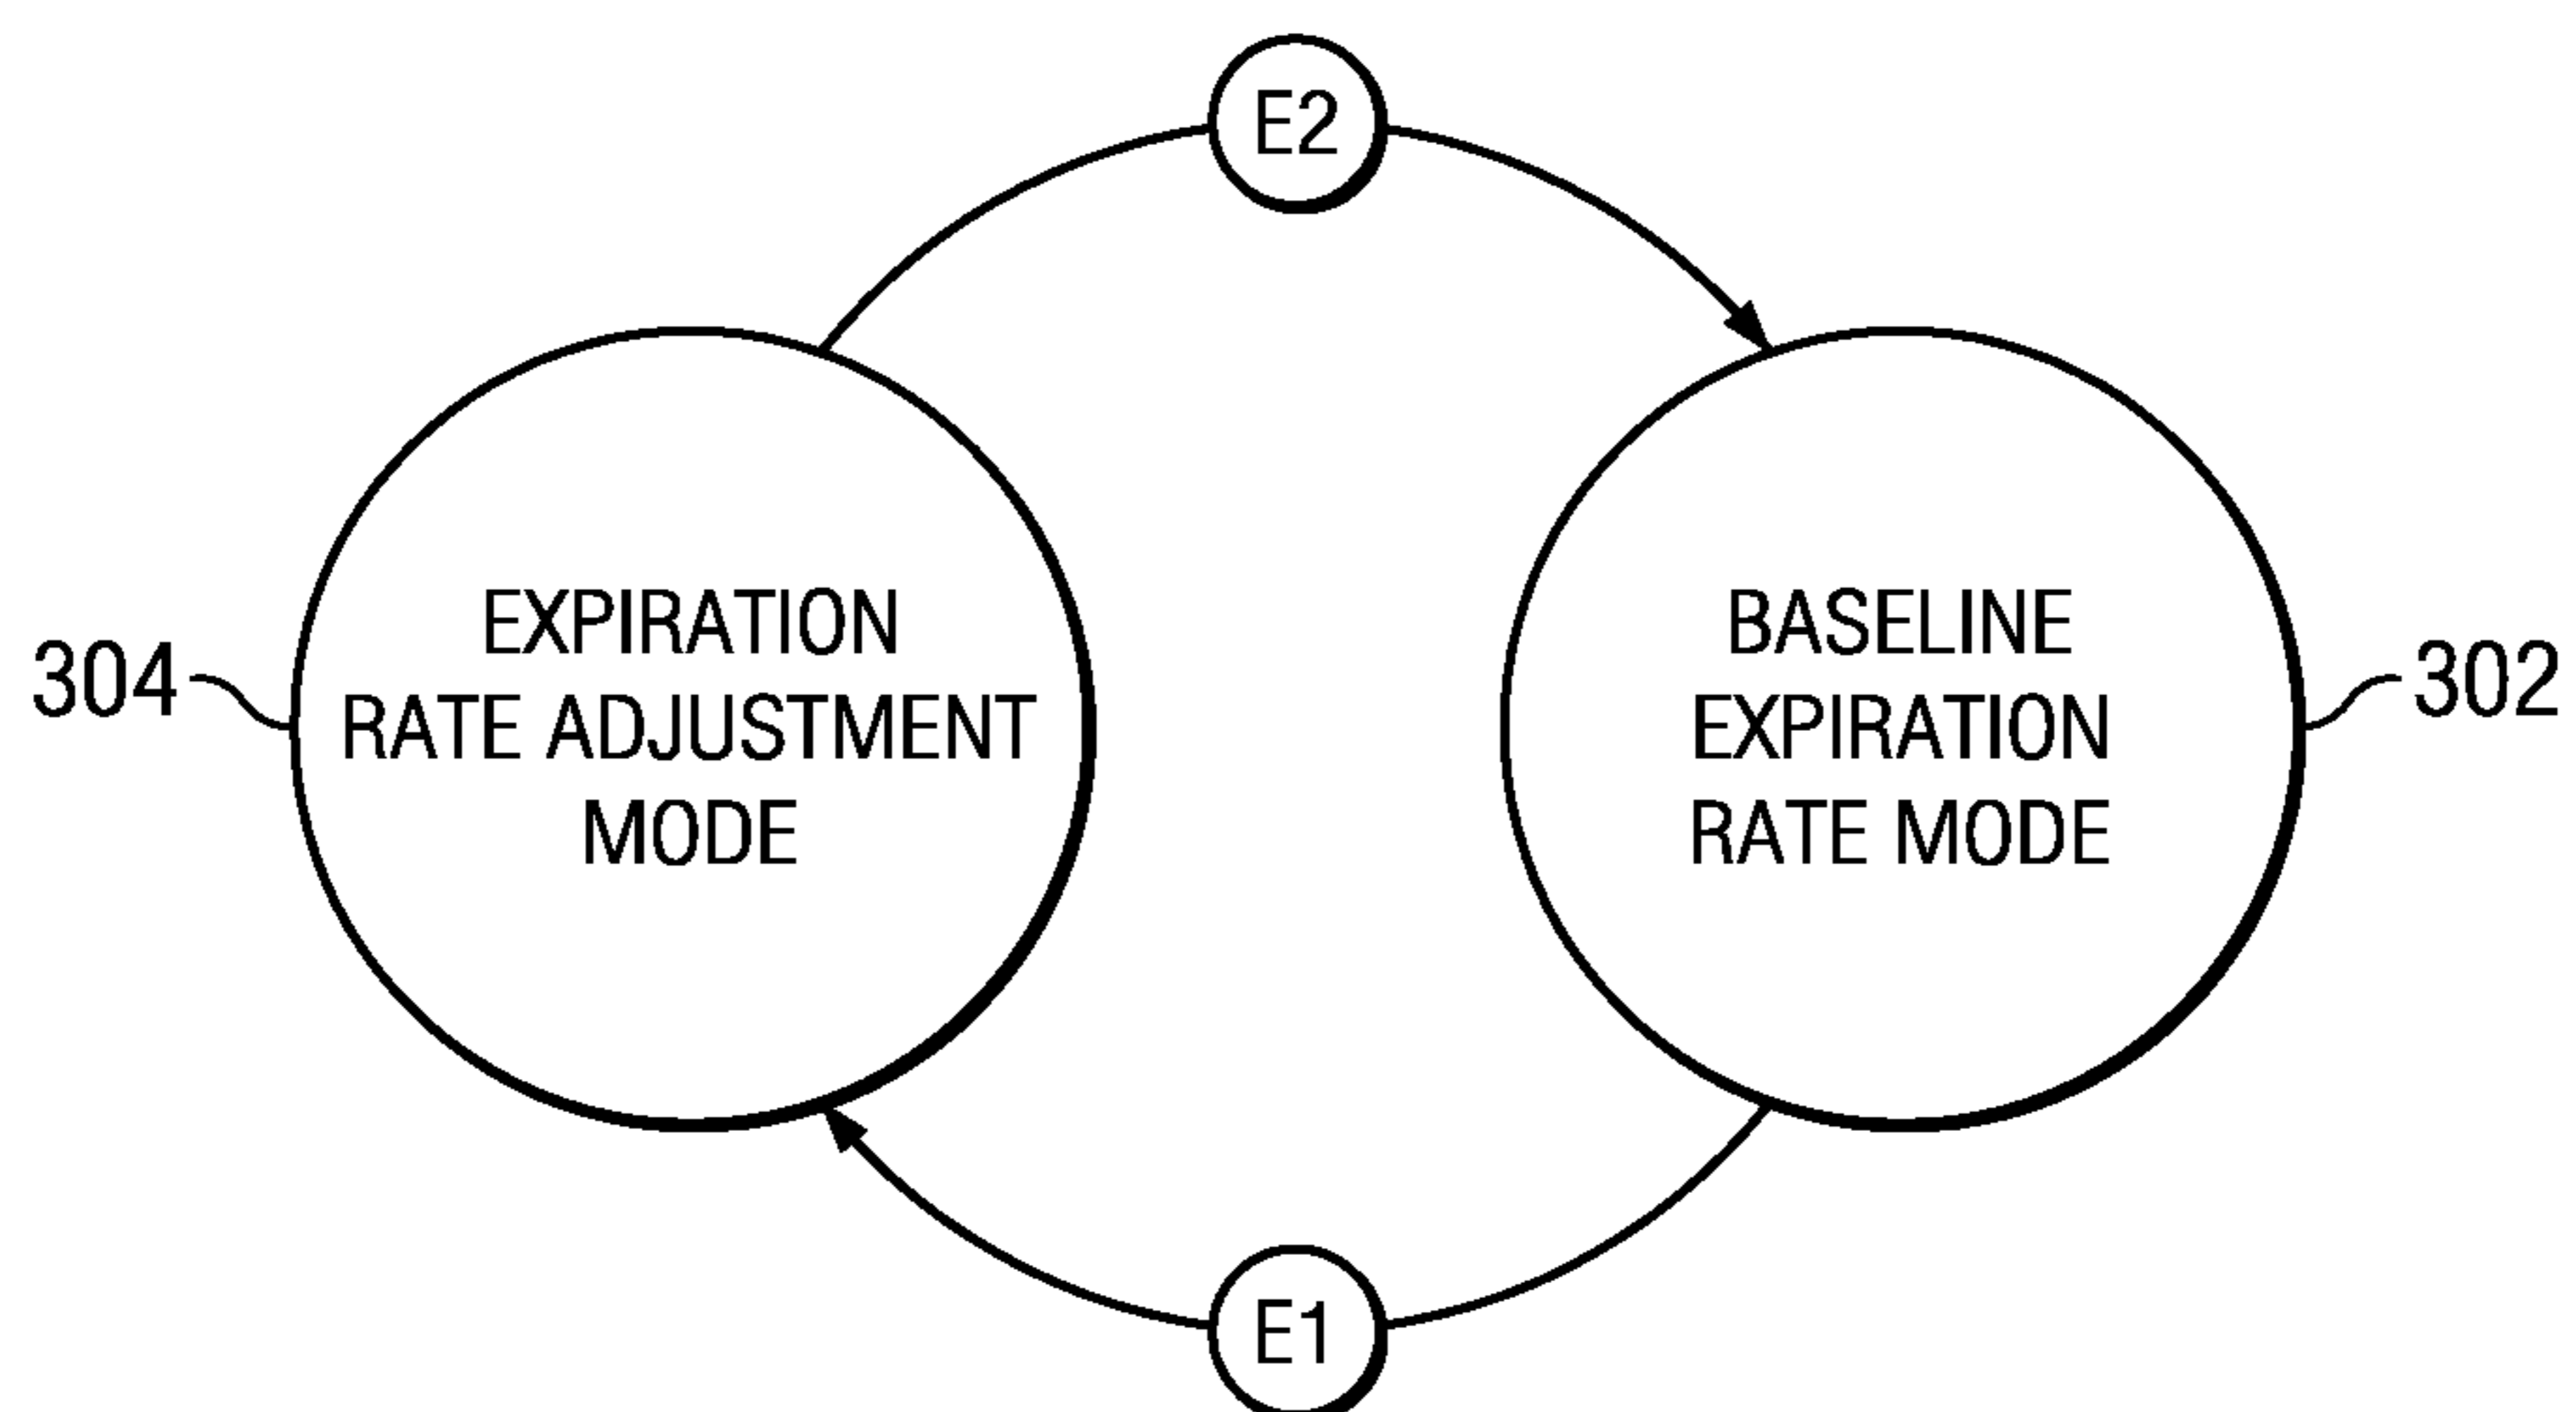 E2
EXPIRATION
RATE ADJUSTMENT
MODE
304
BASELINE
EXPIRATION
RATE MODE
302
E1